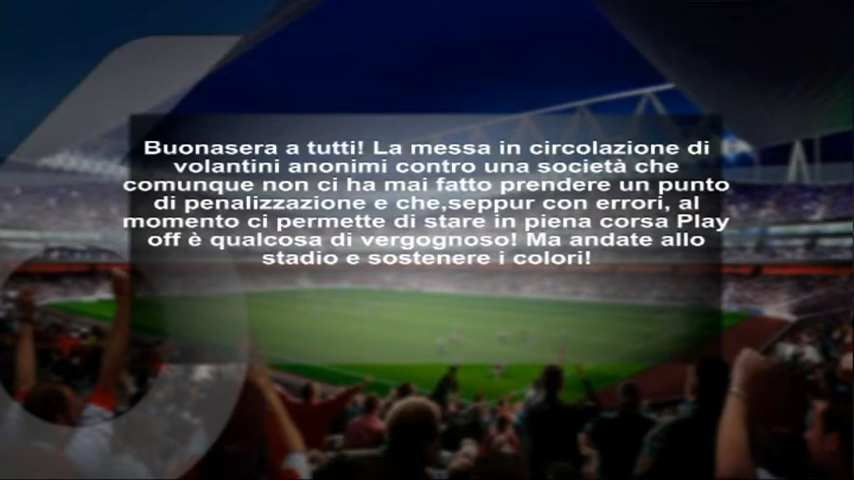 Buonasera a tutti! La messa in circolazione di
volantini anonimi contro una società che
comunque non ci ha mai fatto prendere un punto
di penalizzazione e che,seppur con errori, al
momento ci permette di stare in piena corsa Play
off è qualcosa di vergognoso! Ma andate allo
stadio e sostenere i colori!